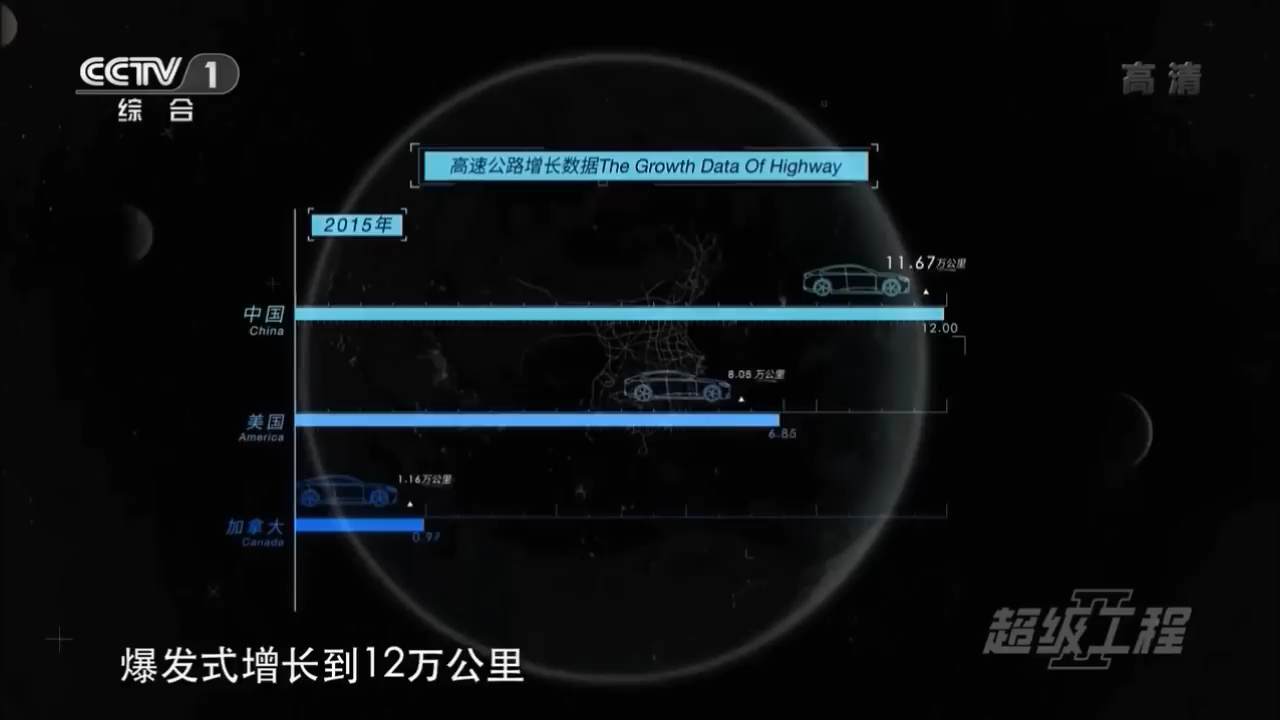 CCTV 1
综合
高清
高速公路增长数据The Growth Data Of Highway
2015年
11.67万公里
中国
China
12.00
8.05 万公里
美国
America
6.86
1.16万公里
加拿大
Canada
0.97
超级工程
II
爆发式增长到12万公里